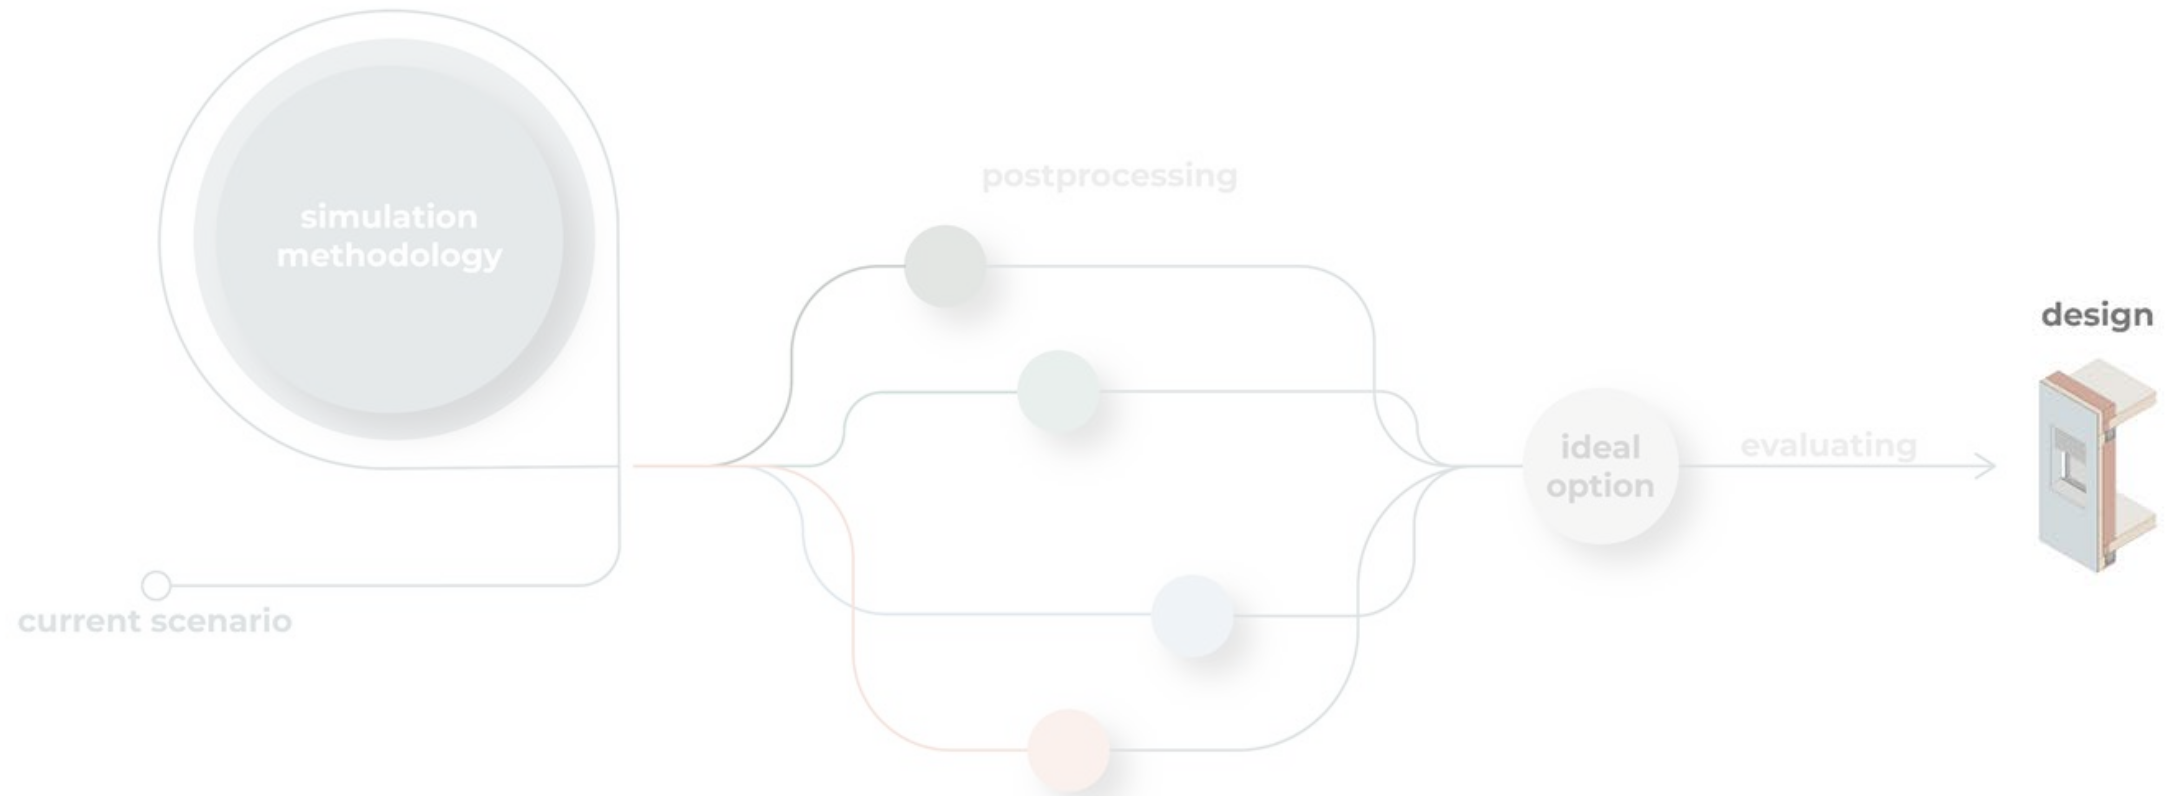 simulation
methodology
postprocessing
design
ideal
option
evaluating
current scenario